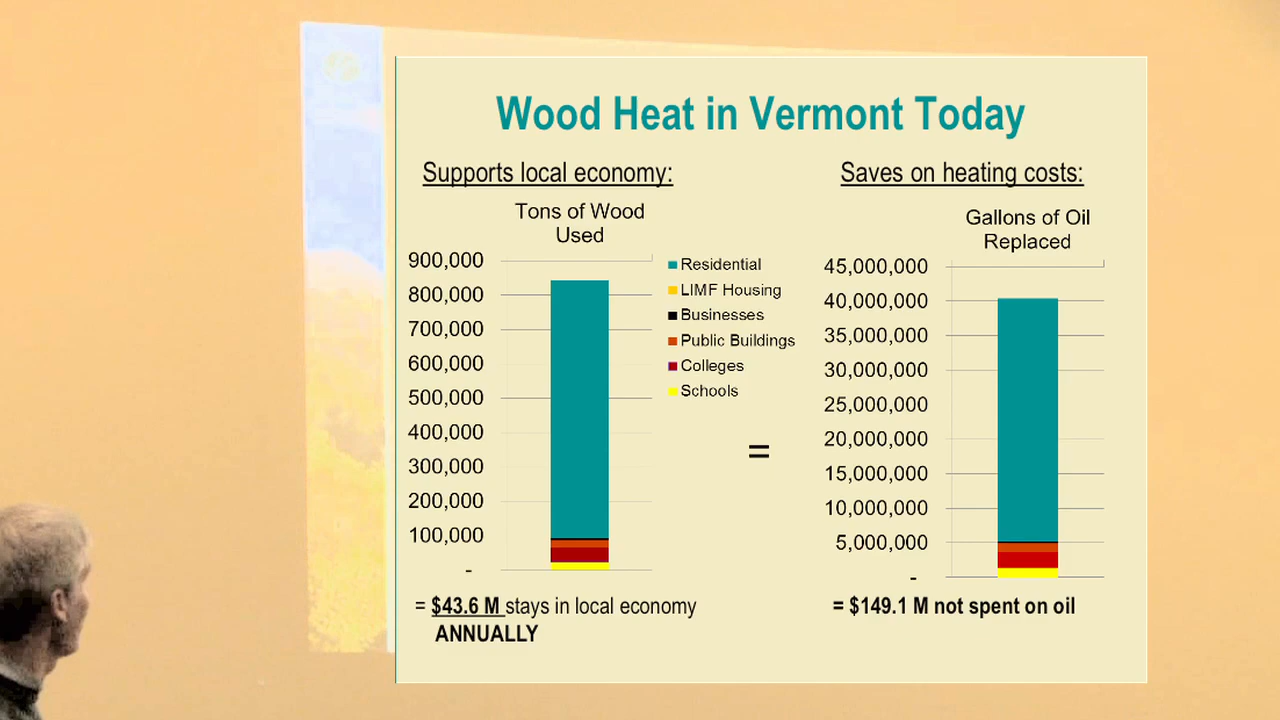 Wood Heat in Vermont Today
Supports local economy:
Tons of Wood
Used
900,000
800,000
700,000
600,000
500,000
400,000
300,000
200,000
100,000
-
Residential
LIMF Housing
Businesses
Public Buildings
Colleges
Schools
= $43.6 M stays in local economy
ANNUALLY
=
Saves on heating costs:
Gallons of Oil
Replaced
45,000,000
40,000,000
35,000,000
30,000,000
25,000,000
20,000,000
15,000,000
10,000,000
5,000,000
-
= $149.1 M not spent on oil